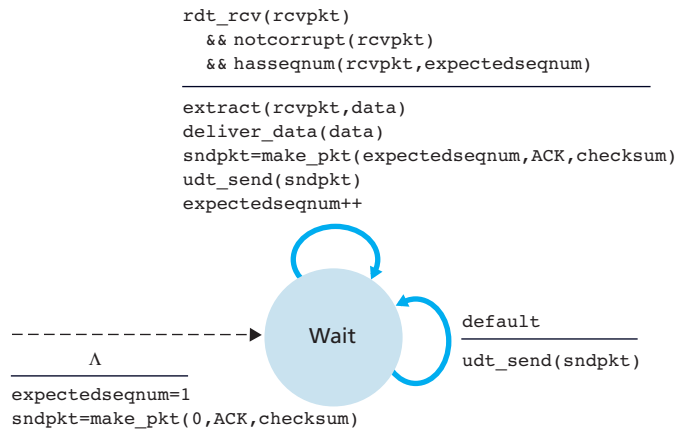 rdt_rcv(rcvpkt)
&& notcorrupt(rcvpkt)
&& hasseqnum(rcvpkt,expectedseqnum)
extract(rcvpkt,data)
deliver_data(data)
sndpkt=make_pkt(expectedseqnum,ACK,checksum)
udt_send(sndpkt)
expectedseqnum++
Wait
default
udt_send(sndpkt)
Λ
expectedseqnum=1
sndpkt=make_pkt(0,ACK,checksum)